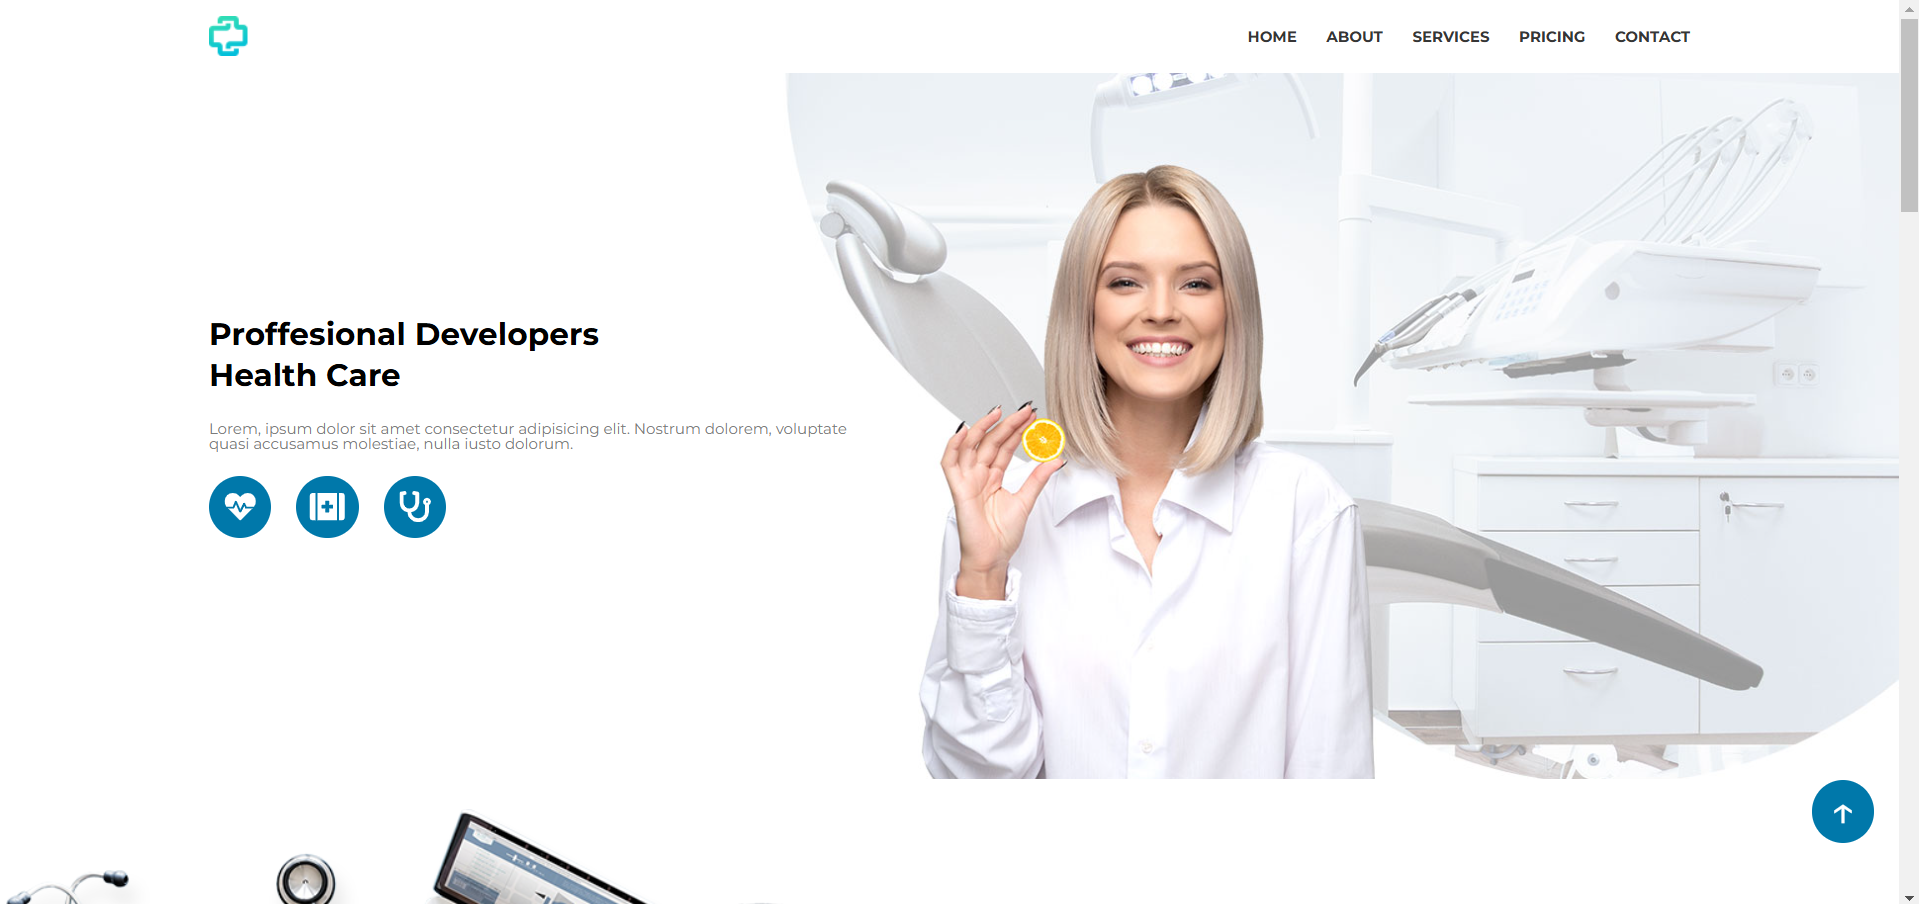 HOME ABOUT SERVICES PRICING CONTACT
Proffesional Developers
Health Care
Lorem, ipsum dolor sit amet consectetur adipisicing elit. Nostrum dolorem, voluptate
quasi accusamus molestiae, nulla iusto dolorum.